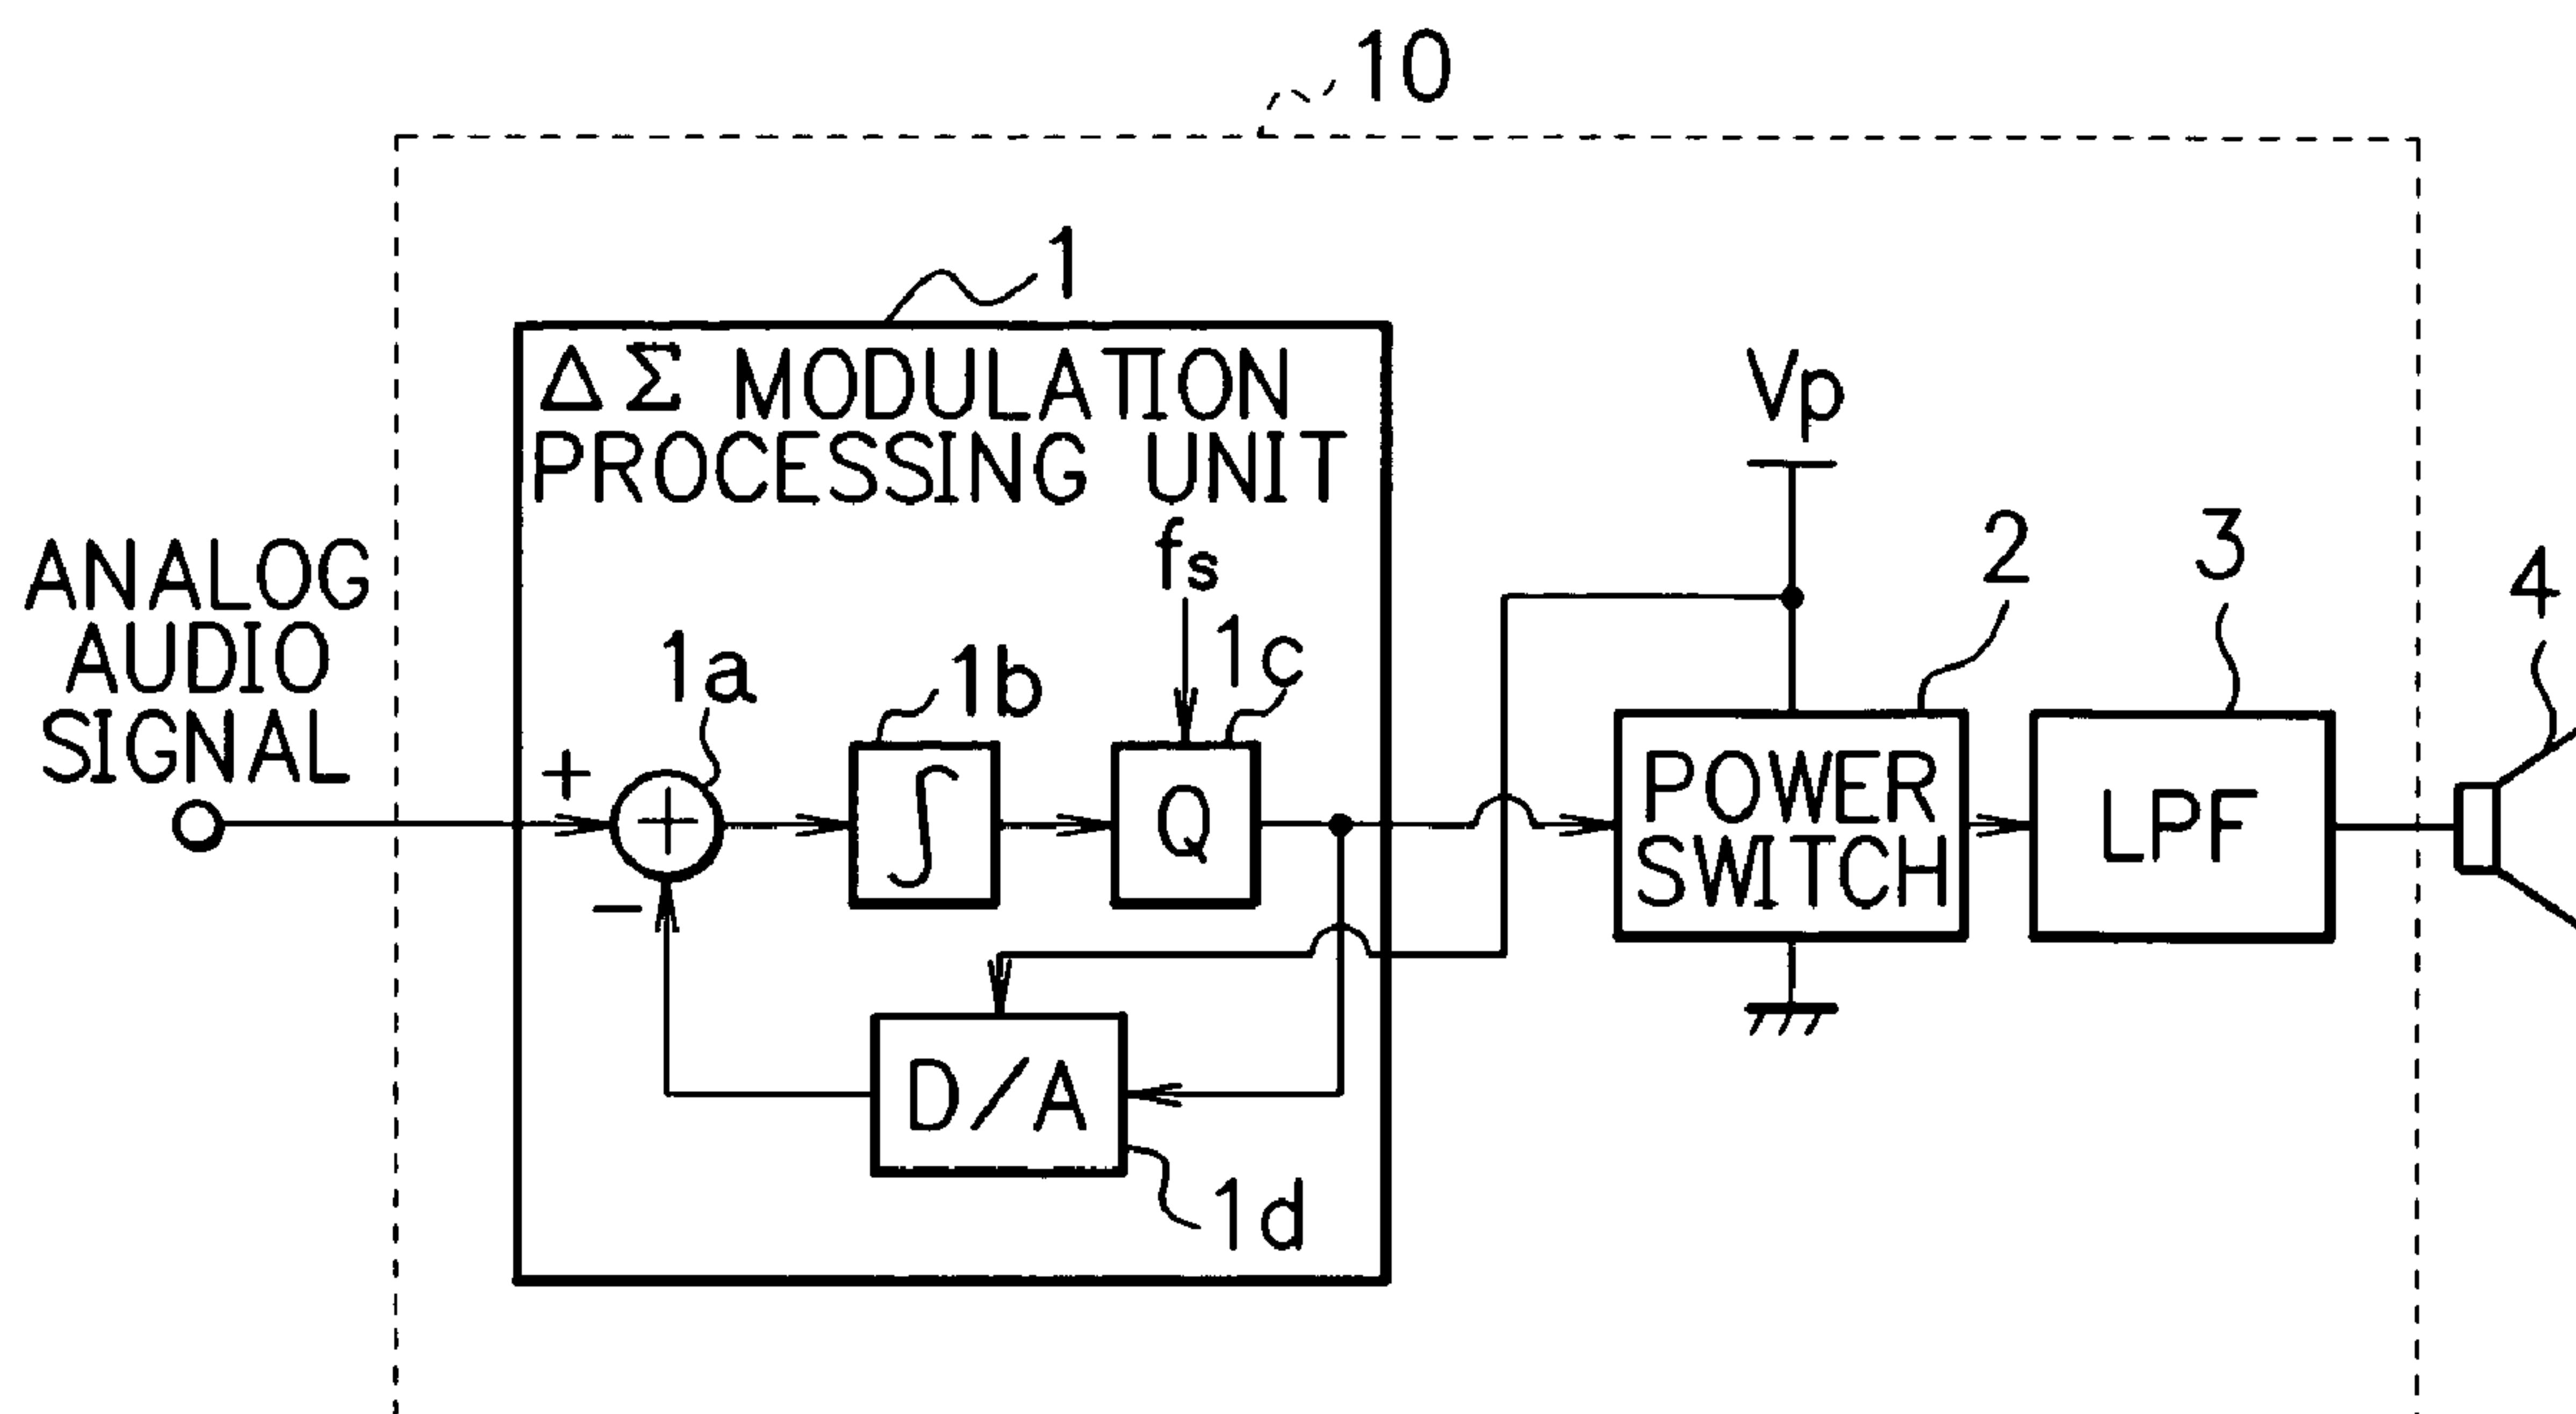 10
1
ΔΣ MODULATION
PROCESSING UNIT
Vp
ANALOG
AUDIO
SIGNAL
fs
2
3
4
1a
1b
1c
+
+
∫
Q
POWER
SWITCH
LPF
−
D/A
1d